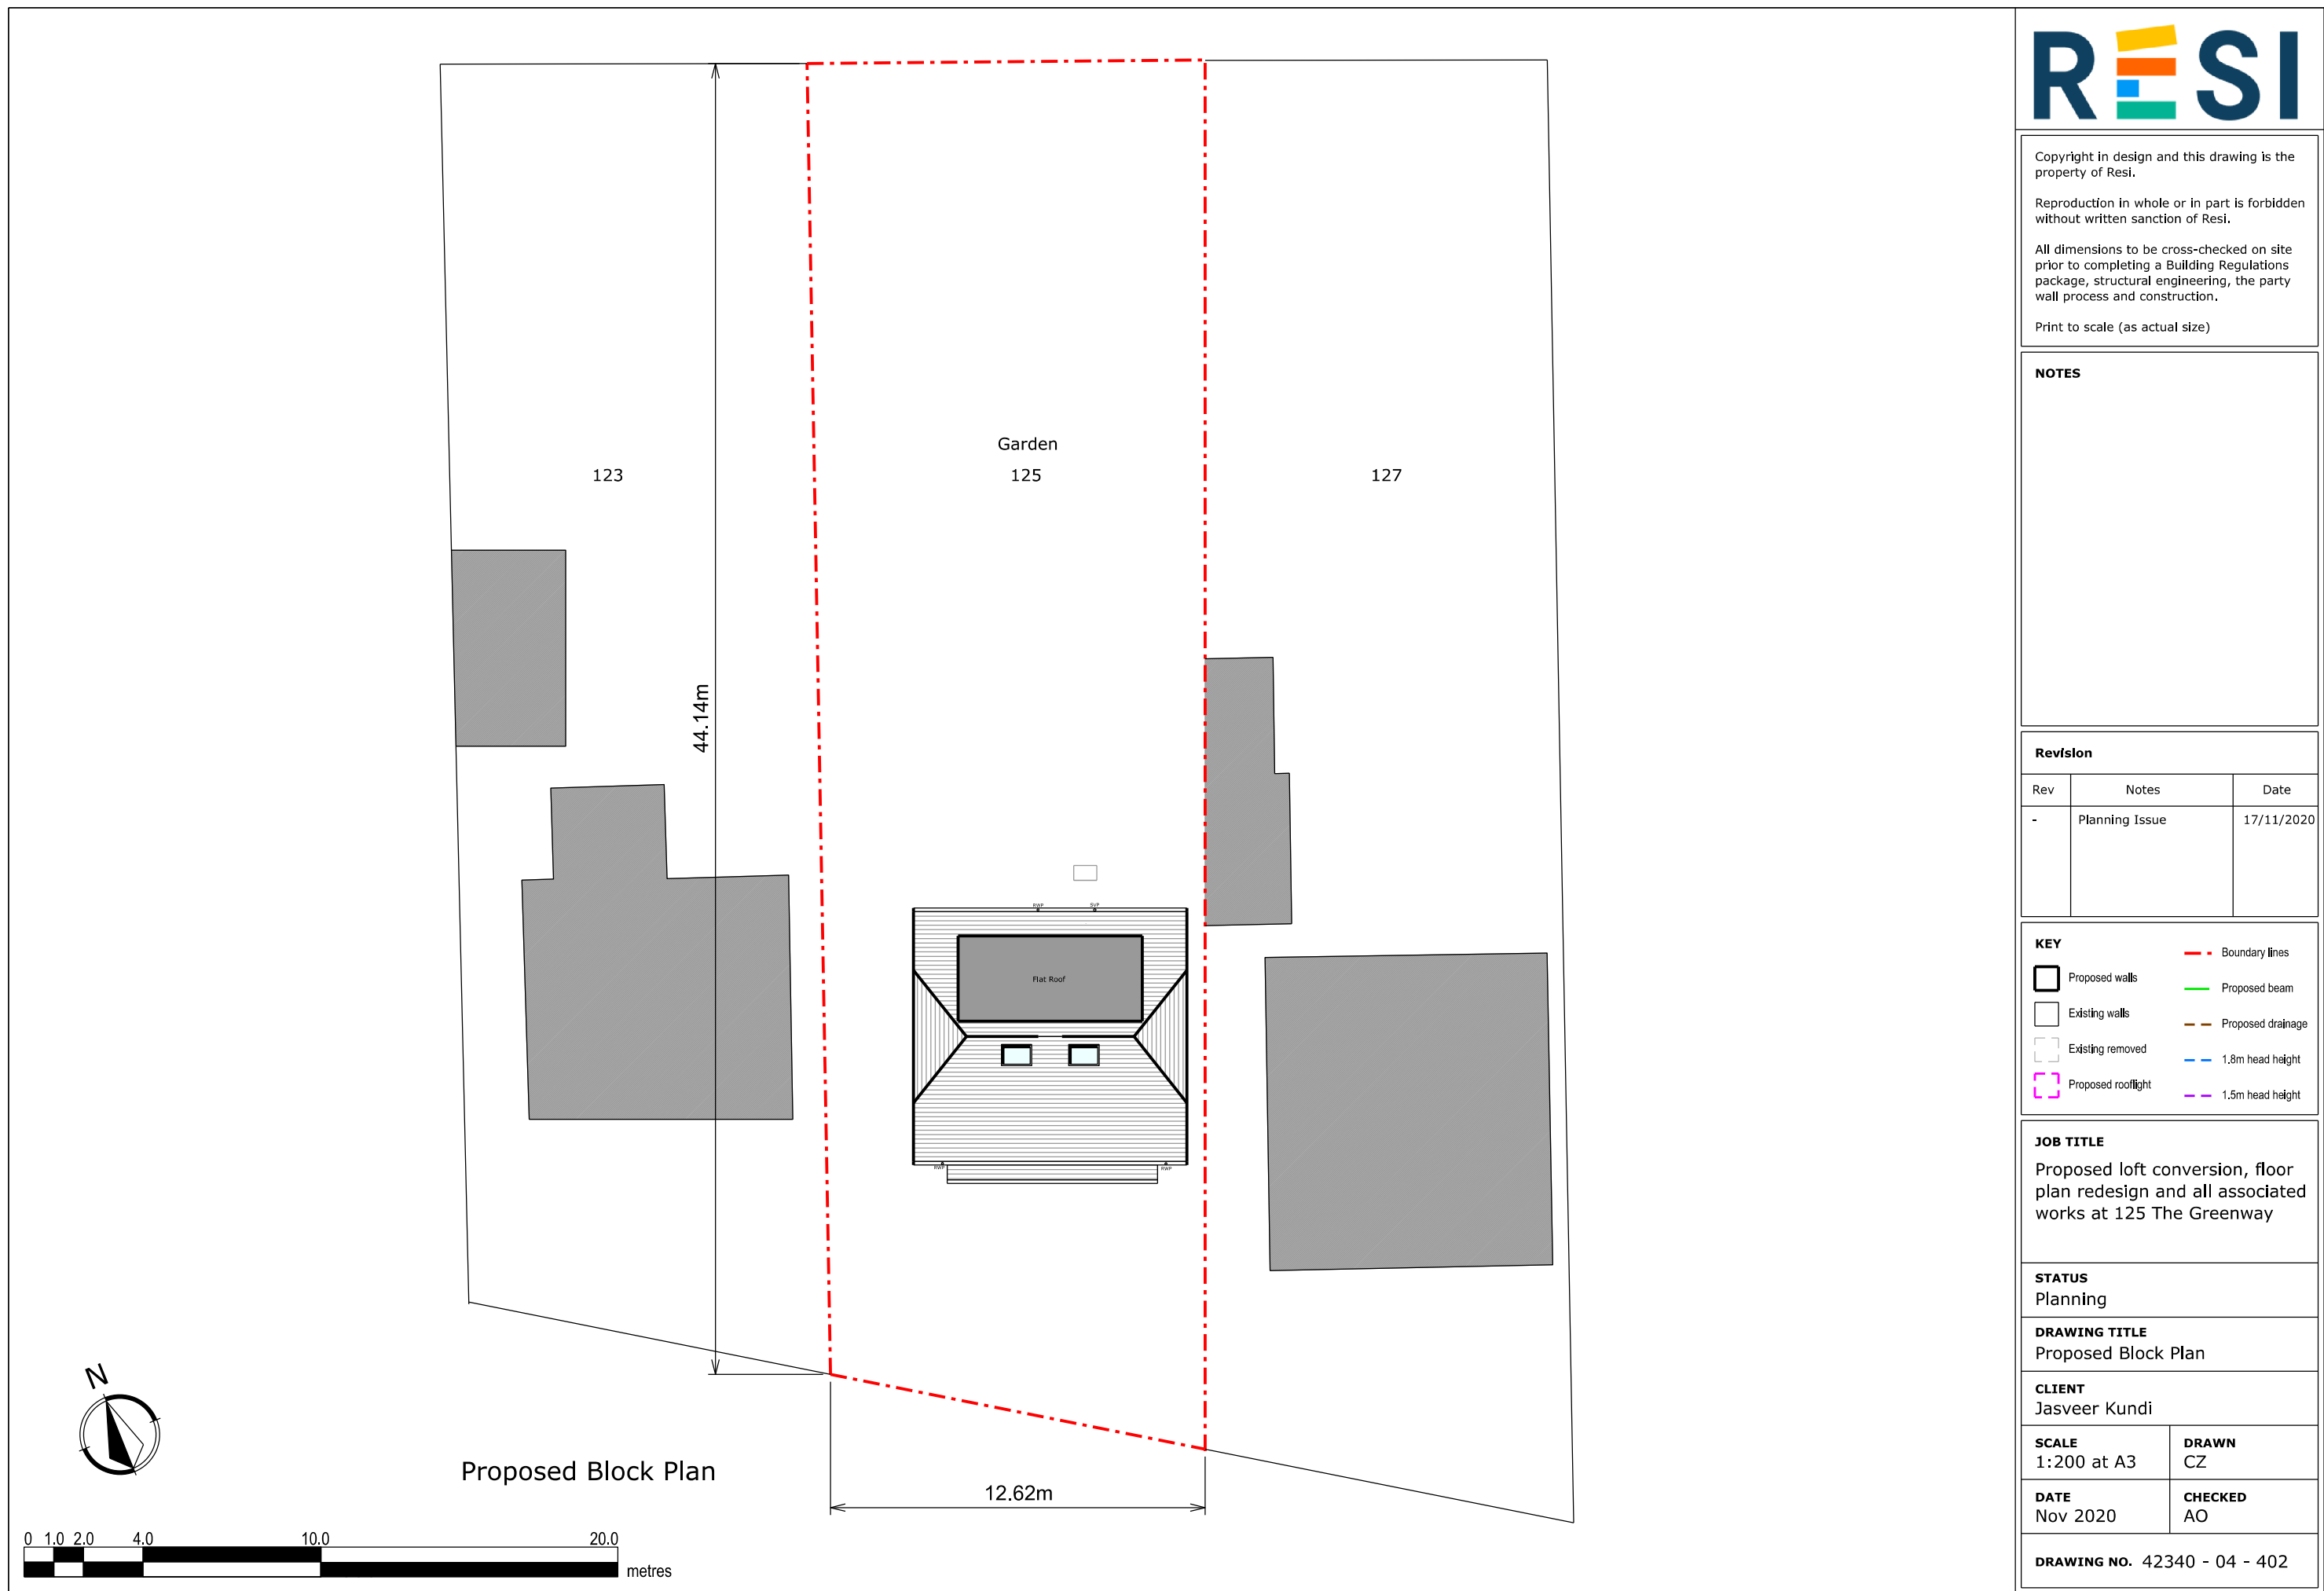 RESI
Copyright in design and this drawing is the
property of Resi.
Reproduction in whole or in part is forbidden
without written sanction of Resi.
All dimensions to be cross-checked on site
prior to completing a Building Regulations
package, structural engineering, the party
wall process and construction.
Print to scale (as actual size)
NOTES
Revision
Rev Notes Date
- Planning Issue 17/11/2020
KEY
Proposed walls
Existing walls
Existing removed
Proposed rooflight
Boundary lines
Proposed beam
Proposed drainage
1.8m head height
1.5m head height
JOB TITLE
Proposed loft conversion, floor
plan redesign and all associated
works at 125 The Greenway
STATUS
Planning
DRAWING TITLE
Proposed Block Plan
CLIENT
Jasveer Kundi
SCALE
1:200 at A3
DRAWN
CZ
DATE
Nov 2020
CHECKED
AO
DRAWING NO. 42340 - 04 - 402
Garden
123
125
127
44.14m
RWP
SVP
Flat Roof
RWP
RWP
12.62m
N
Proposed Block Plan
0 1.0 2.0 4.0 10.0 20.0
metres